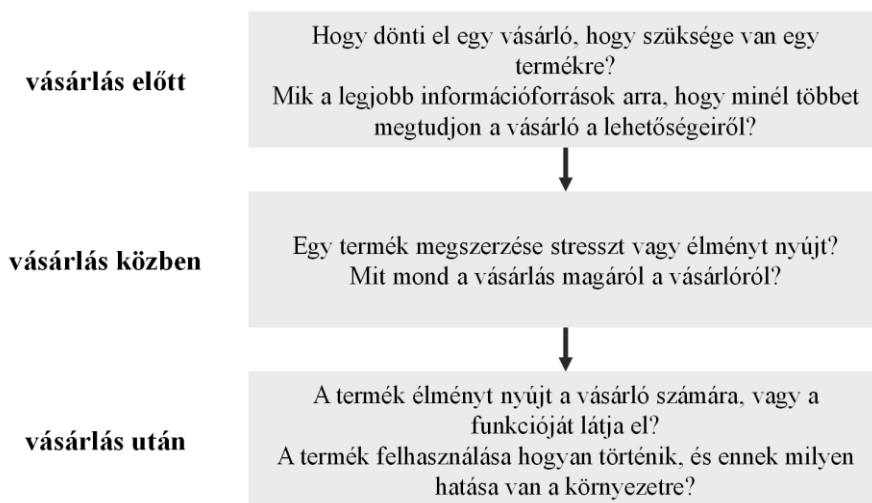 vásárlás előtt
Hogy dönti el egy vásárló, hogy szüksége van egy
termékre?
Mik a legjobb információforrások arra, hogy minél többet
megtudjon a vásárló a lehetőségeiről?
vásárlás közben
Egy termék megszerzése stresszt vagy élményt nyújt?
Mit mond a vásárlás magáról a vásárlóról?
vásárlás után
A termék élményt nyújt a vásárló számára, vagy a
funkcióját látja el?
A termék felhasználása hogyan történik, és ennek milyen
hatása van a környezetre?